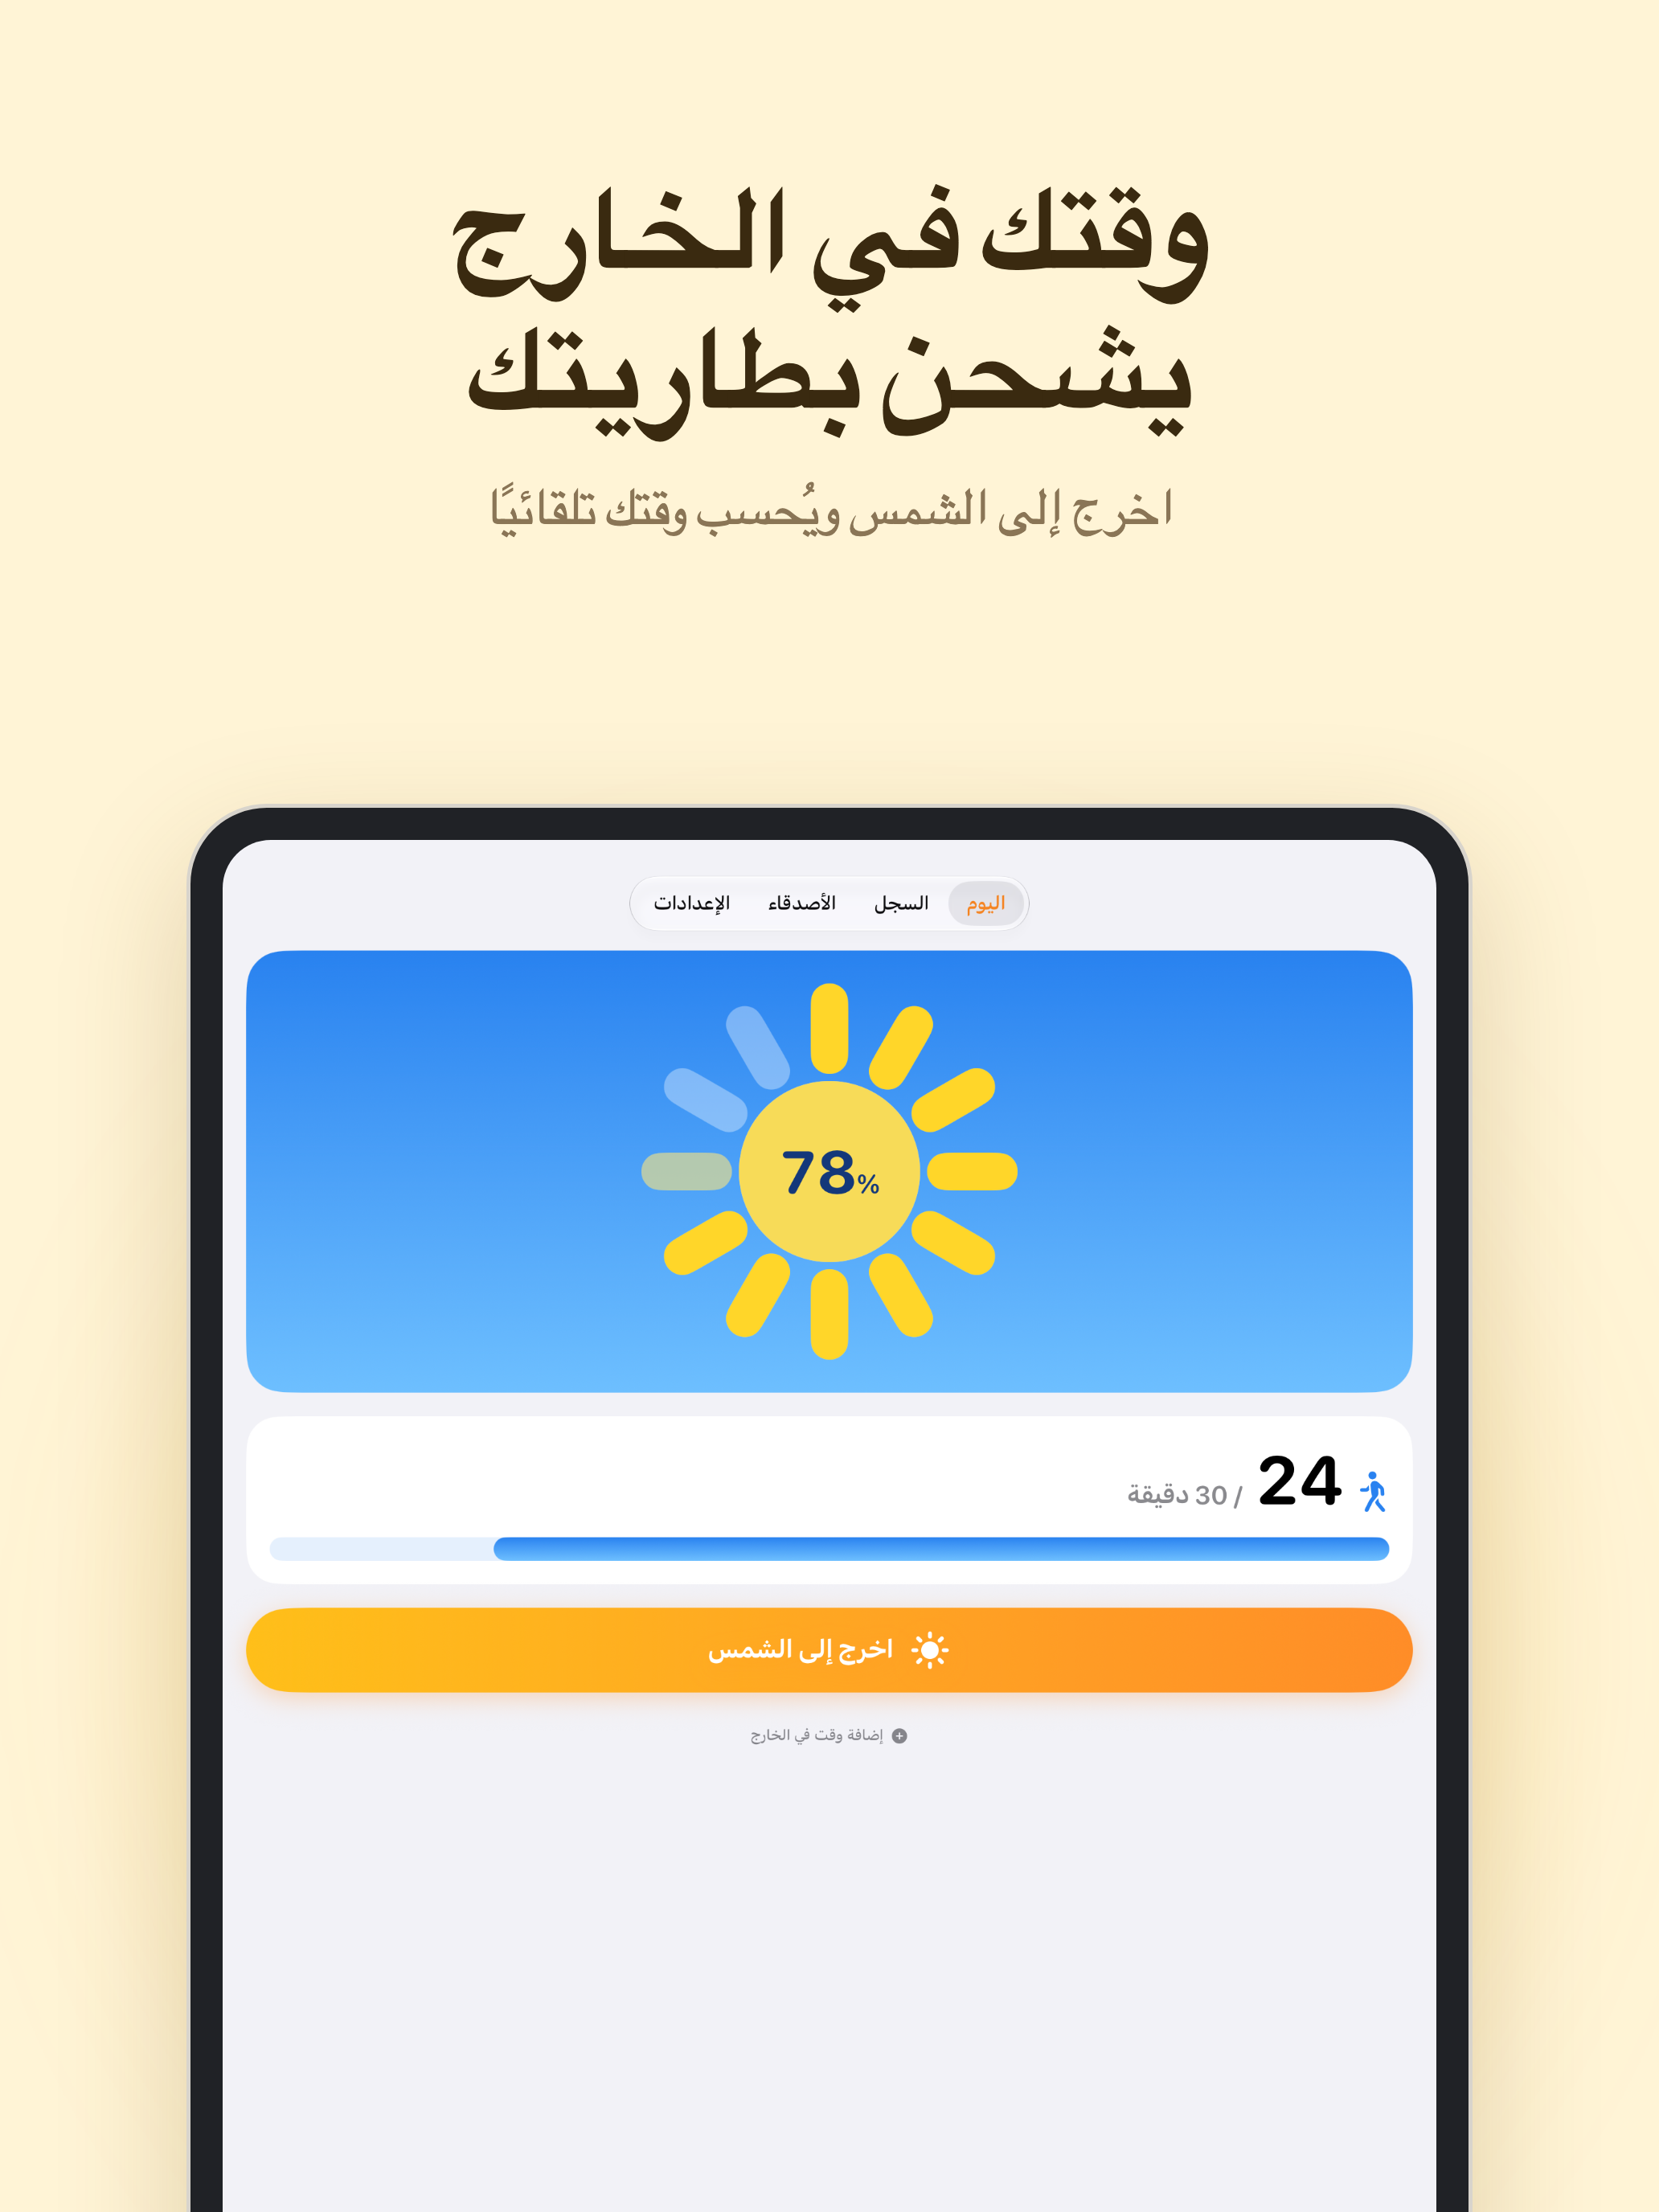 وقتك في الخارج
يشحن بطاريتك
اخرج إلى الشمس ويُحسب وقتك تلقائيًا
اليوم السجل الأصدقاء الإعدادات
78%
24 / 30 دقيقة
اخرج إلى الشمس
إضافة وقت في الخارج